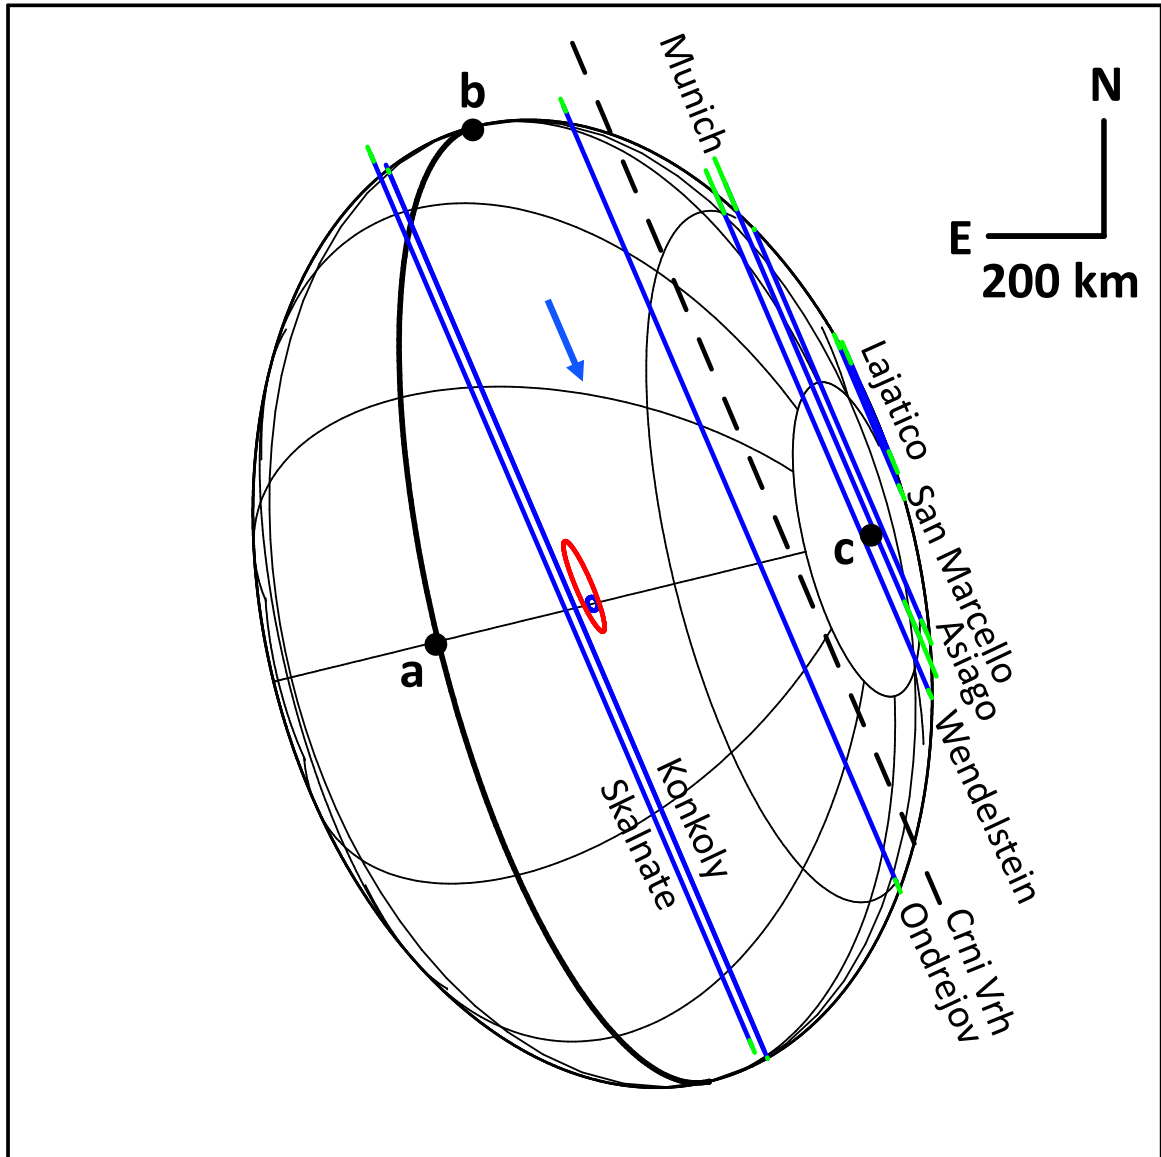 Munich
N
b
E
200 km
Lajatico
San Marcello
c
Asiago
a
Wendelstein
Konkoly
Skalnate
Crni Vrh
Ondrejov